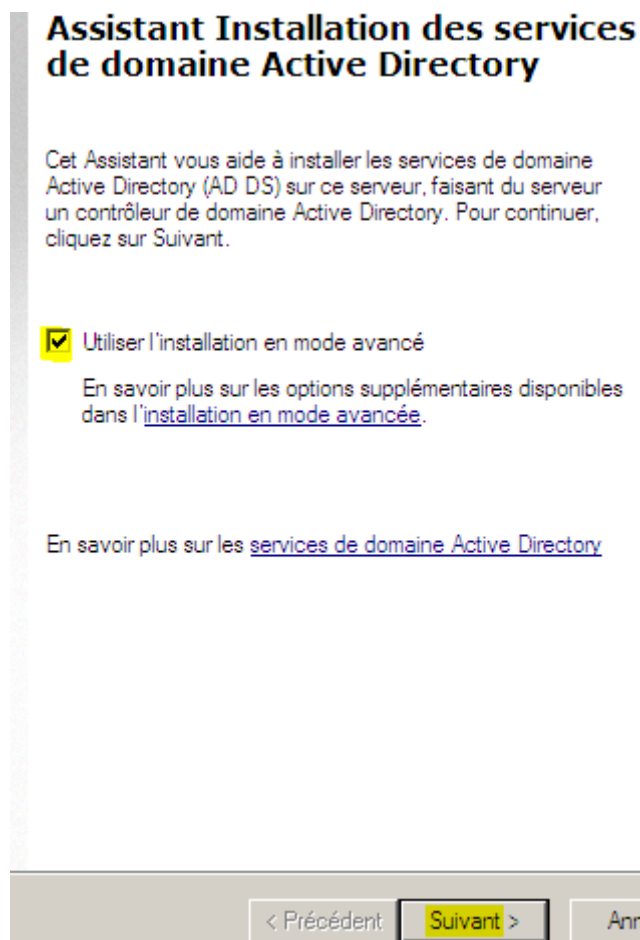 Assistant Installation des services
de domaine Active Directory
Cet Assistant vous aide à installer les services de domaine
Active Directory (AD DS) sur ce serveur, faisant du serveur
un contrôleur de domaine Active Directory. Pour continuer,
cliquez sur Suivant.
Utiliser l'installation en mode avancé
En savoir plus sur les options supplémentaires disponibles
dans l'installation en mode avancée.
En savoir plus sur les services de domaine Active Directory
< Précédent Suivant > Ann